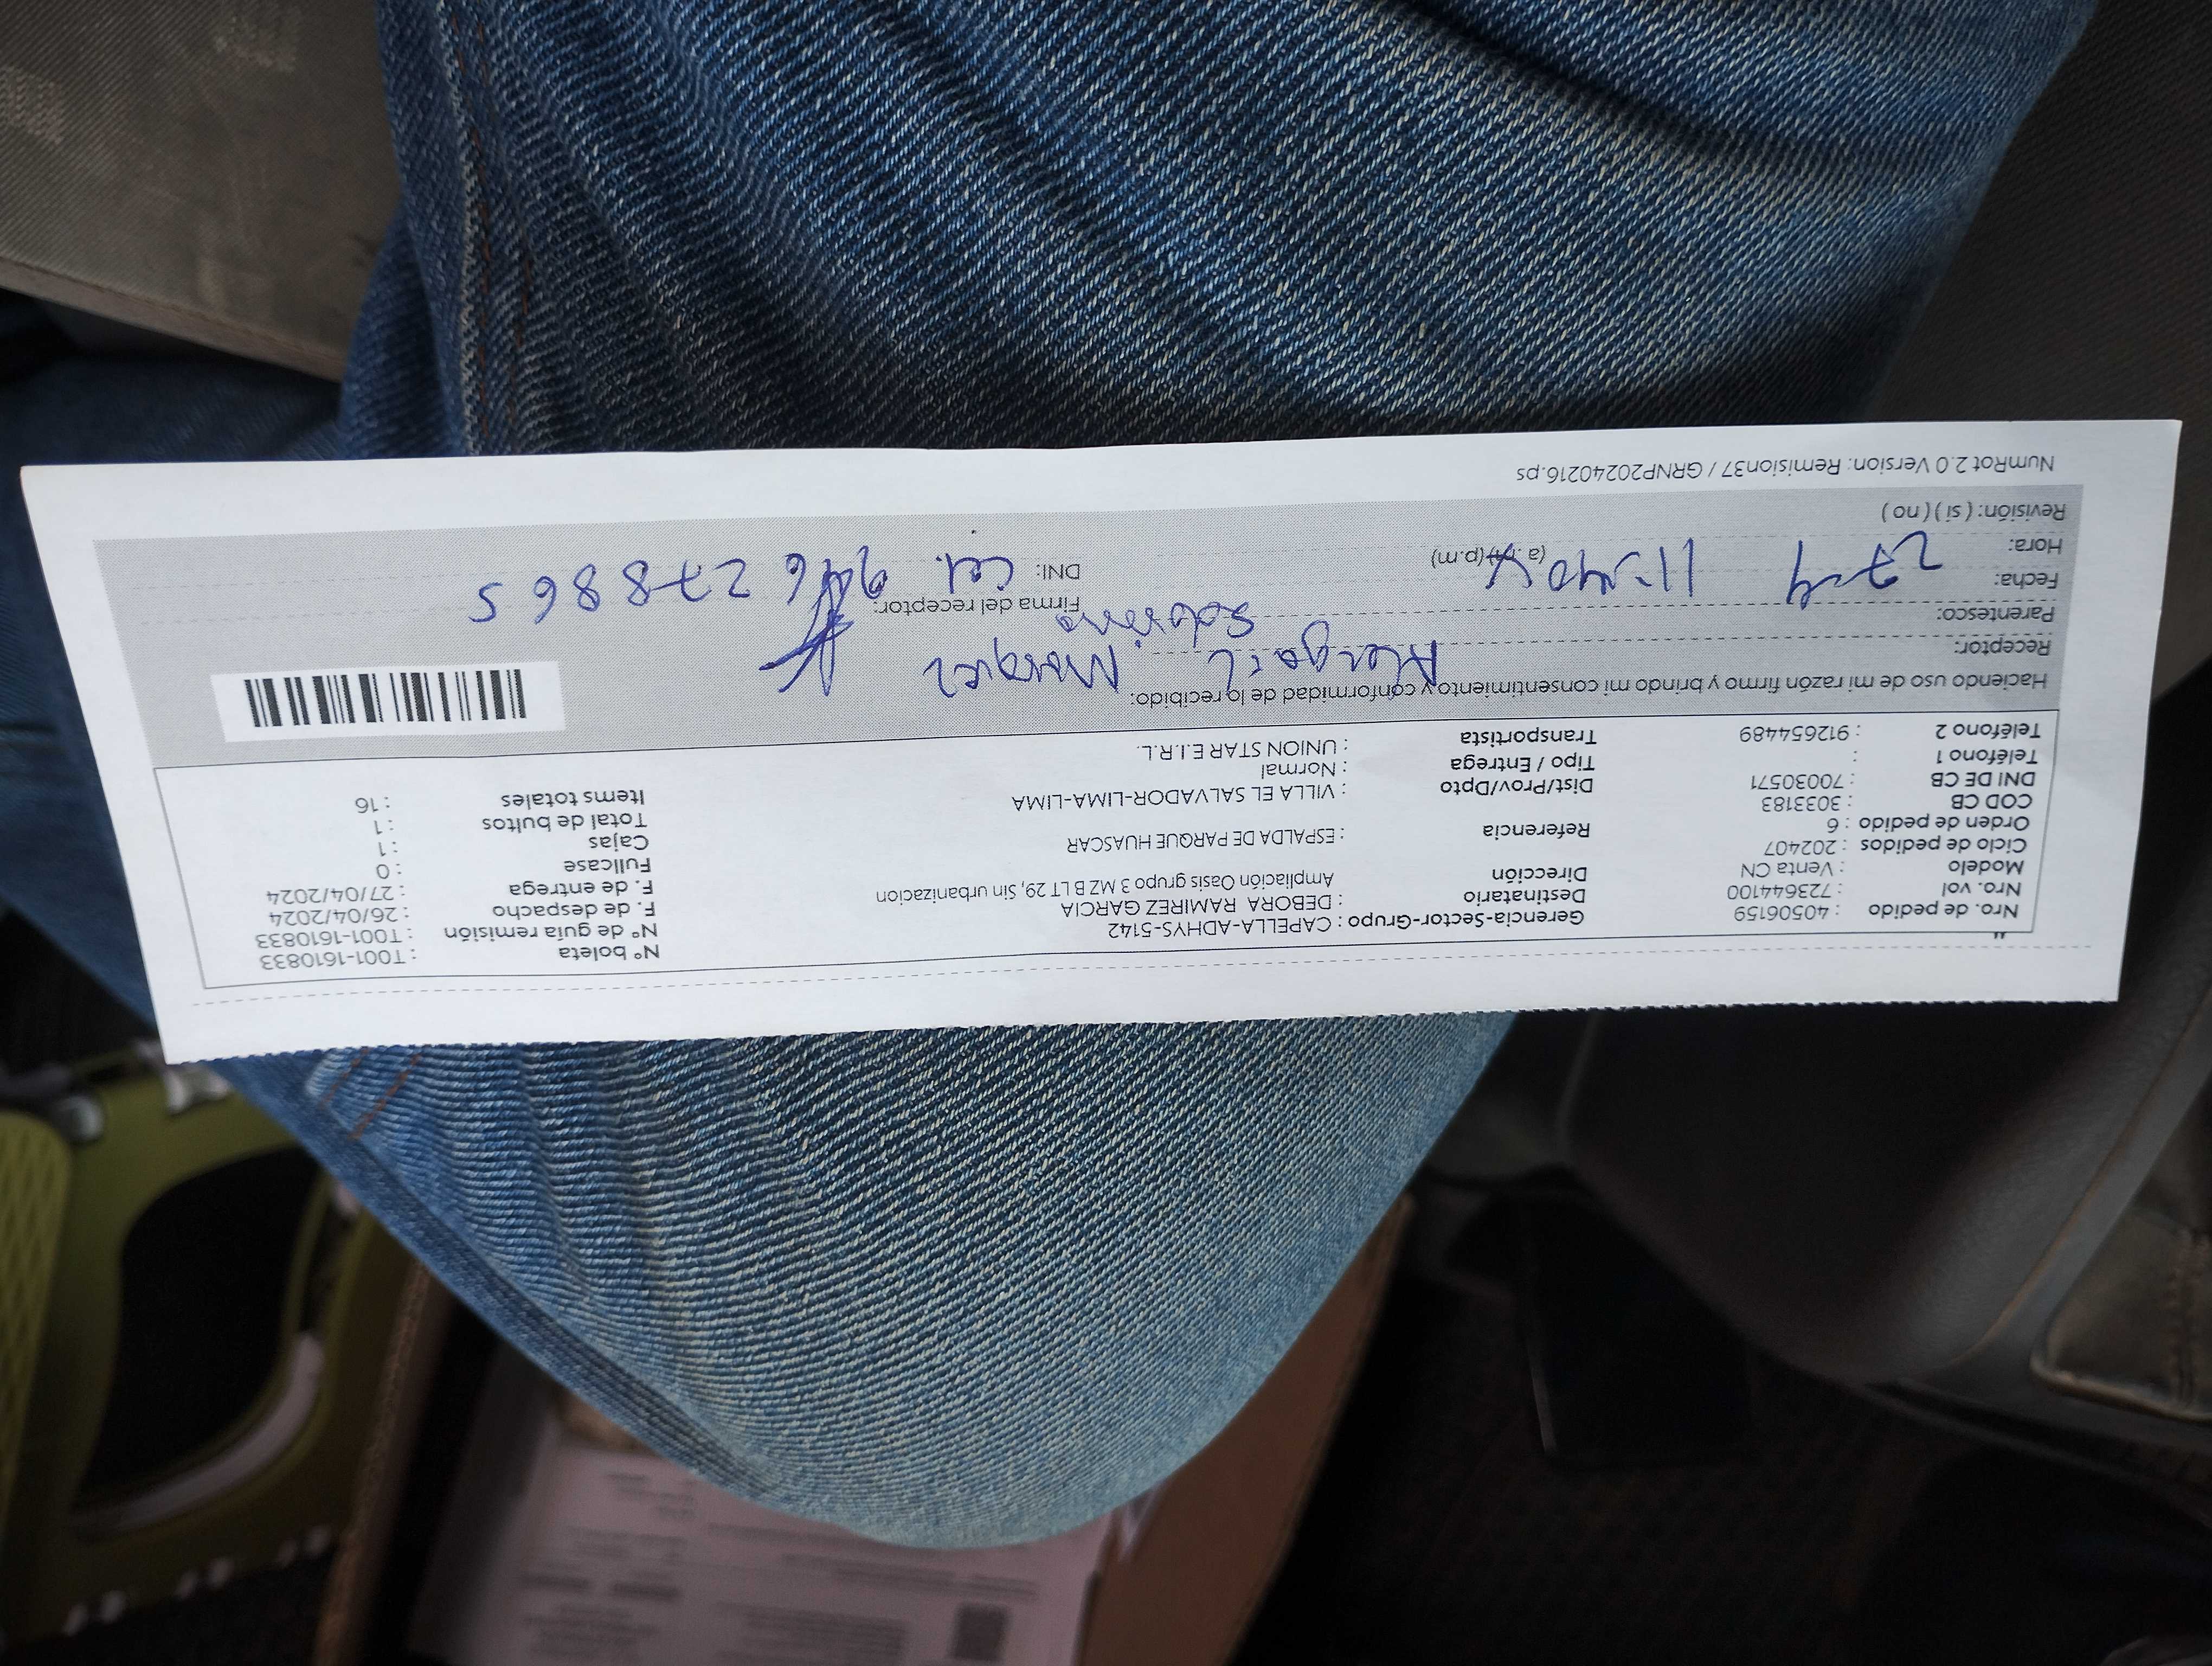 Nro. de pedido : 40506159 Gerencia-Sector-Grupo : CAPELLA-ADHYS-5142 N° boleta : T001-1610833
Nro. vol : 723644100 Destinatario : DEBORA RAMIREZ GARCIA N° de guía remisión : T001-1610833
Modelo : Venta CN Dirección Ampliación Oasis grupo 3 MZ B LT 29, Sin urbanizacion F. de despacho : 26/04/2024
Ciclo de pedidos : 202407 F. de entrega : 27/04/2024
Orden de pedido : 6 Referencia : ESPALDA DE PARQUE HUASCAR Fullcase : 0
COD CB : 3033183 Cajas : 1
DNI DE CB : 70030571 Dist/Prov/Dpto : VILLA EL SALVADOR-LIMA-LIMA Total de bultos : 1
Teléfono 1 : Tipo / Entrega : Normal Items totales : 16
Teléfono 2 : 912654489 Transportista : UNION STAR E.I.R.L.
Haciendo uso de mi razón firmo y brindo mi consentimiento y conformidad de lo recibido:
Receptor: Marquez
Parentesco: Sobrina Firma del receptor:
Fecha: 27-4 DNI: Cel. 946 278865
Hora: 11:40 (a.m)(p.m)
Revisión: ( si ) ( no )
NumRot 2.0 Version: Remision37 / GRNP20240216.ps